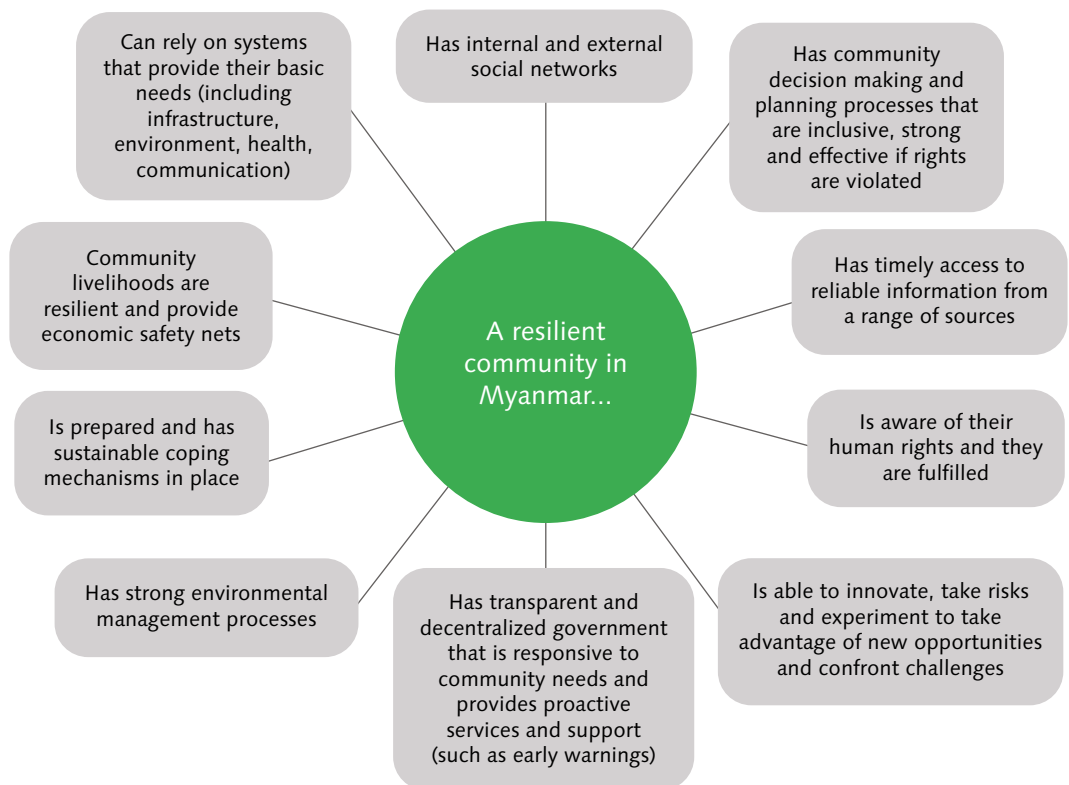 Can rely on systems
that provide their basic
needs (including
infrastructure,
environment, health,
communication)
Has internal and external
social networks
Has community
decision making and
planning processes that
are inclusive, strong
and effective if rights
are violated
Community
livelihoods are
resilient and provide
economic safety nets
Has timely access to
reliable information from
a range of sources
A resilient
community in
Myanmar...
Is prepared and has
sustainable coping
mechanisms in place
Is aware of their
human rights and they
are fulfilled
Has strong environmental
management processes
Has transparent and
decentralized government
that is responsive to
community needs and
provides proactive
services and support
(such as early warnings)
Is able to innovate, take risks
and experiment to take
advantage of new opportunities
and confront challenges